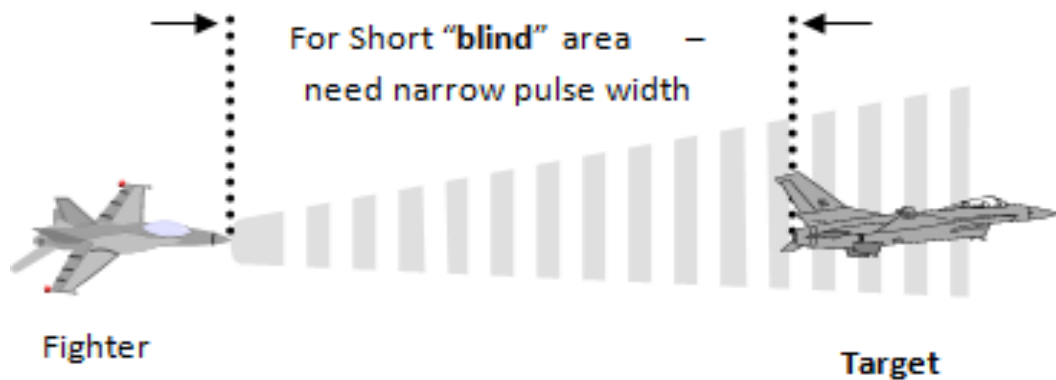 For Short “blind” area –
need narrow pulse width
Fighter
Target